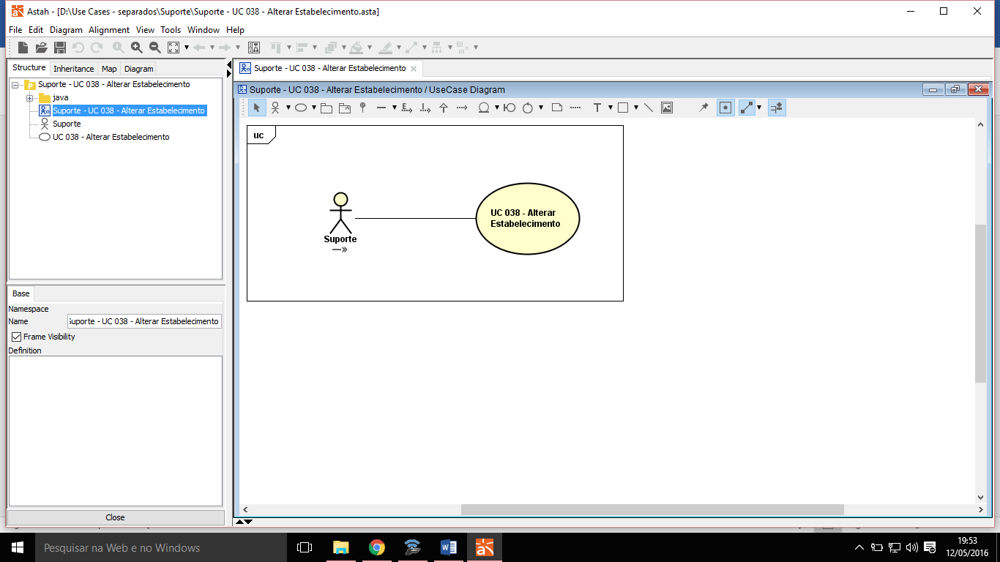 Astah - [D:\Use Cases - separados\Suporte\Suporte - UC 038 - Alterar Estabelecimento.asta]
File Edit Diagram Alignment View Tools Window Help
Structure Inheritance Map Diagram
Suporte - UC 038 - Alterar Estabelecimento
java
Suporte - UC 038 - Alterar Estabelecimento
Suporte
UC 038 - Alterar Estabelecimento
Base
Namespace
Name Suporte - UC 038 - Alterar Estabelecimento
Frame Visibility
Definition
Close
Suporte - UC 038 - Alterar Estabelecimento
Suporte - UC 038 - Alterar Estabelecimento / UseCase Diagram
uc
Suporte
UC 038 - Alterar
Estabelecimento
Pesquisar na Web e no Windows
19:53
12/05/2016